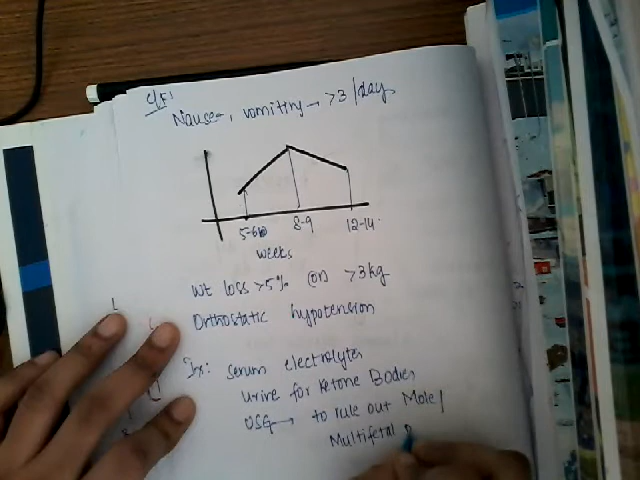 C/F:
Nausea, vomitting → >3 / day
5-6 8-9 12-14
weeks
wt loss >5% (or) >3kg
Orthostatic hypotension
Ix: serum electrolytes
urine for ketone Bodies
USG → to rule out Mole /
Multifetal